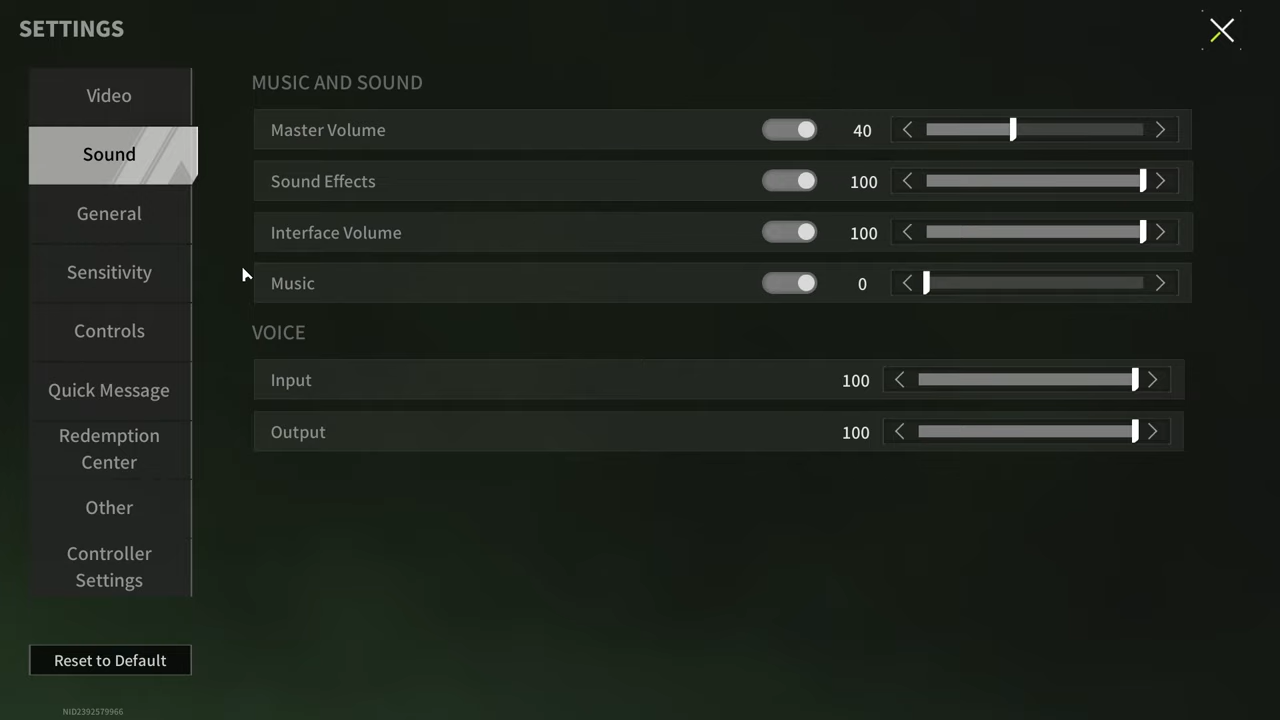 SETTINGS
Video
Sound
General
Sensitivity
Controls
Quick Message
Redemption
Center
Other
Controller
Settings
Reset to Default
NID2392579966
MUSIC AND SOUND
Master Volume 40
Sound Effects 100
Interface Volume 100
Music 0
VOICE
Input 100
Output 100